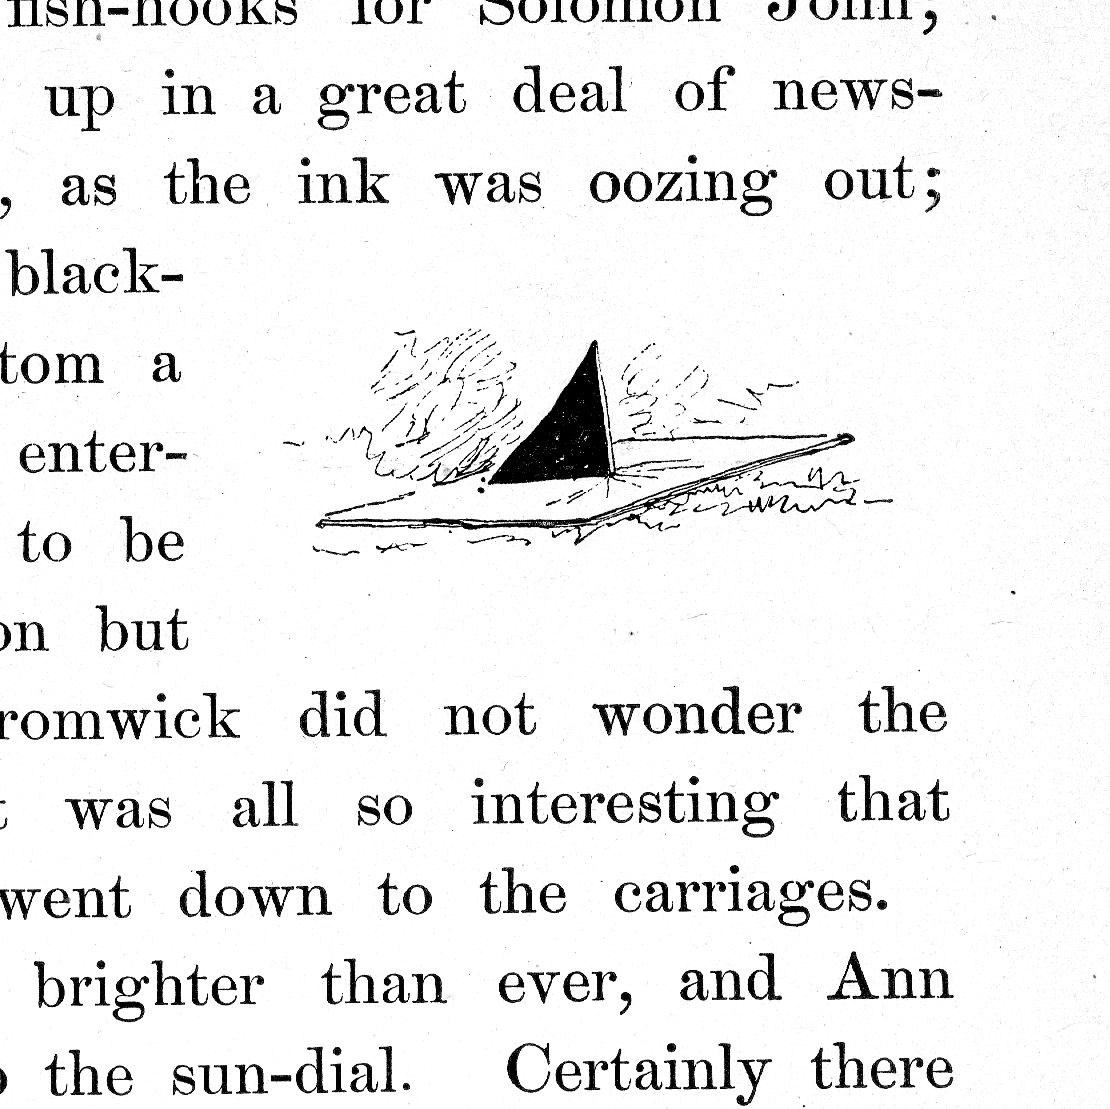 fish-hooks for Solomon John;
up in a great deal of news-
, as the ink was oozing out;
black-
tom a
enter-
to be
on but
romwick did not wonder the
was all so interesting that
went down to the carriages.
brighter than ever, and Ann
the sun-dial. Certainly there